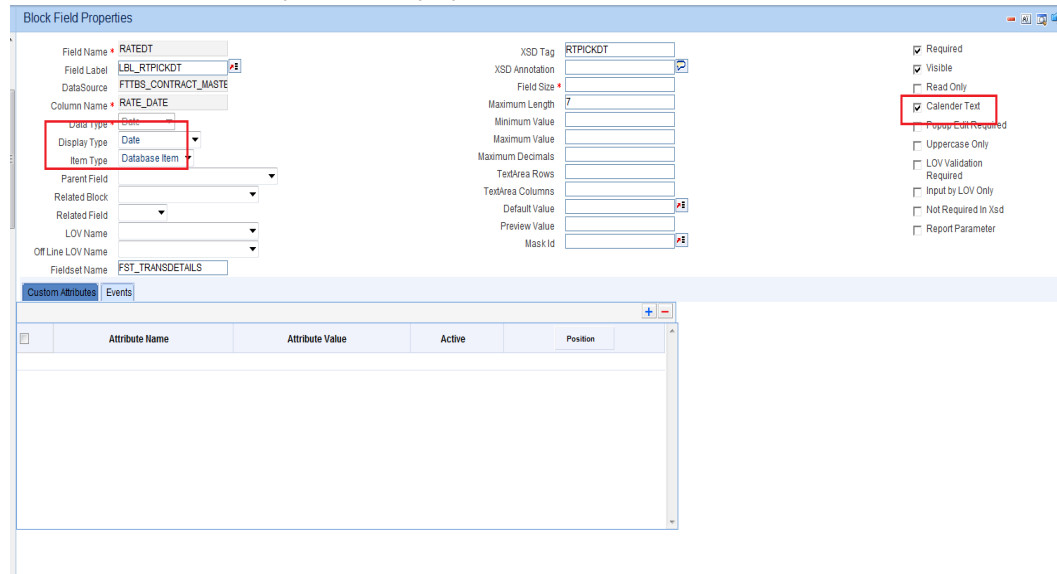 Block Field Properties
Field Name * RATEDT
Field Label LBL_RTPICKDT
DataSource FTTBS_CONTRACT_MASTE
Column Name * RATE_DATE
Data Type * Date
Display Type Date
Item Type Database Item
Parent Field
Related Block
Related Field
LOV Name
Off Line LOV Name
Fieldset Name FST_TRANSDETAILS
XSD Tag RTPICKDT
XSD Annotation
Field Size *
Maximum Length 7
Minimum Value
Maximum Value
Maximum Decimals
TextArea Rows
TextArea Columns
Default Value
Preview Value
Mask Id
Required
Visible
Read Only
Calender Text
Popup Edit Required
Uppercase Only
LOV Validation
Required
Input by LOV Only
Not Required In Xsd
Report Parameter
Custom Attributes Events
Attribute Name Attribute Value Active Position